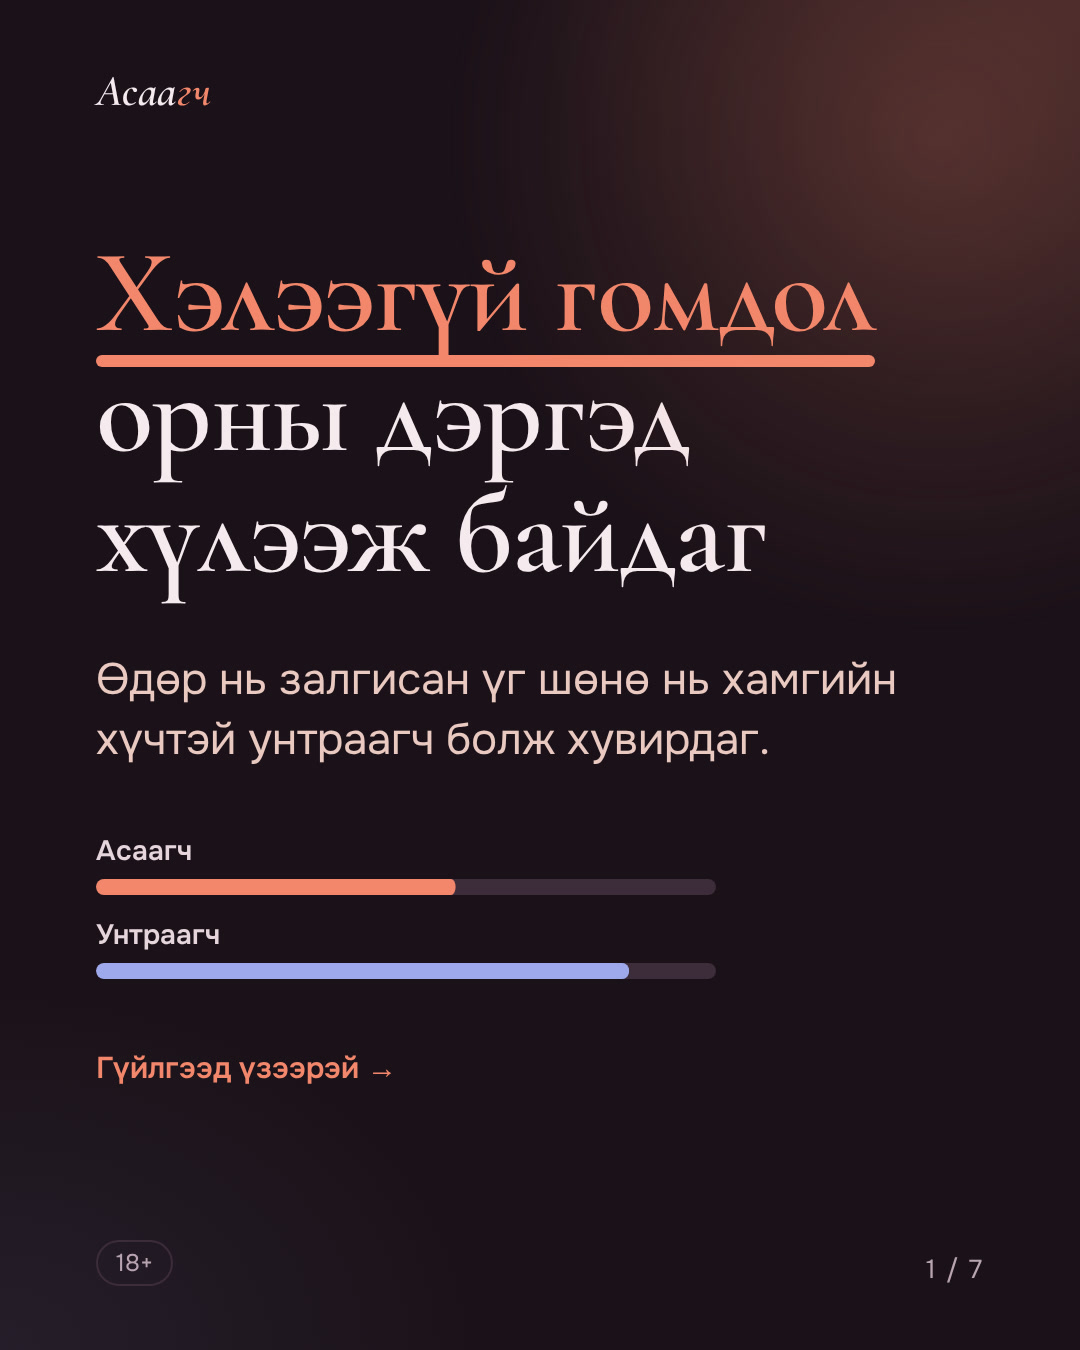 Асаагч
Хэлээгүй гомдол
орны дэргэд
хүлээж байдаг
Өдөр нь залгисан үг шөнө нь хамгийн
хүчтэй унтраагч болж хувирдаг.
Асаагч
Унтраагч
Гүйлгээд үзээрэй →
18+
1 / 7